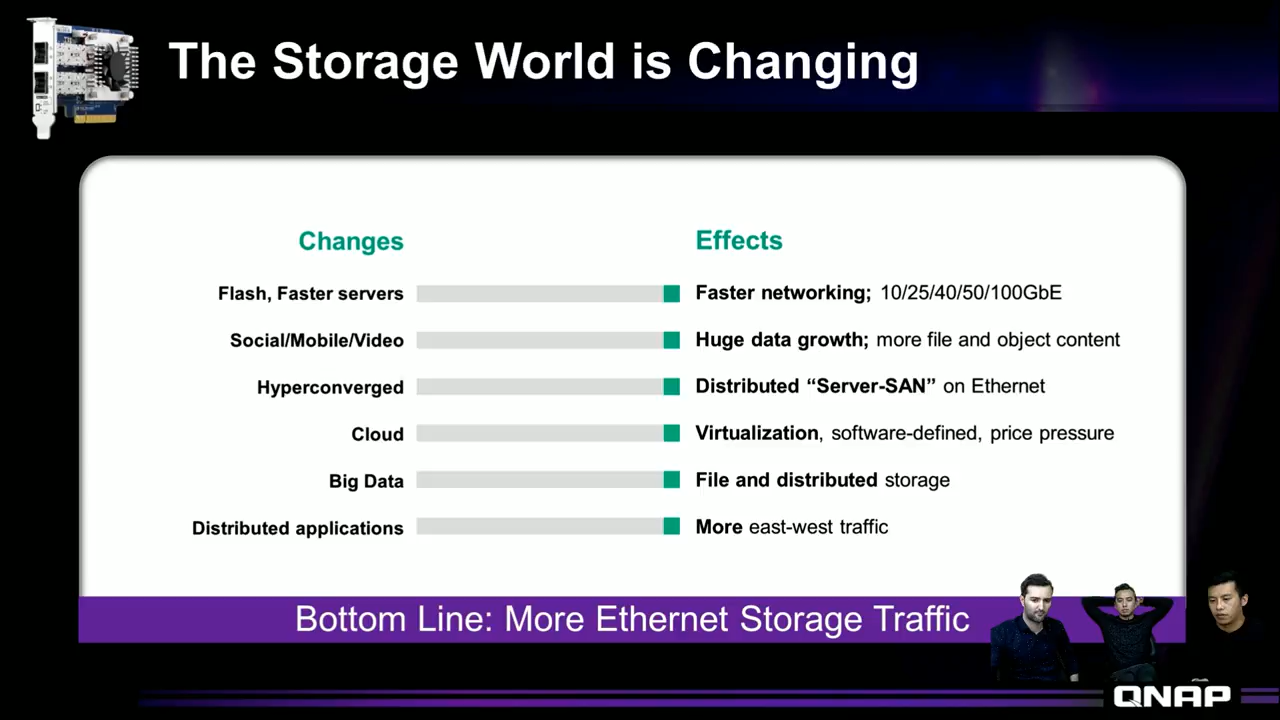 The Storage World is Changing
Changes
Effects
Flash, Faster servers
Faster networking; 10/25/40/50/100GbE
Social/Mobile/Video
Huge data growth; more file and object content
Hyperconverged
Distributed “Server-SAN” on Ethernet
Cloud
Virtualization, software-defined, price pressure
Big Data
File and distributed storage
Distributed applications
More east-west traffic
Bottom Line: More Ethernet Storage Traffic
QNAP